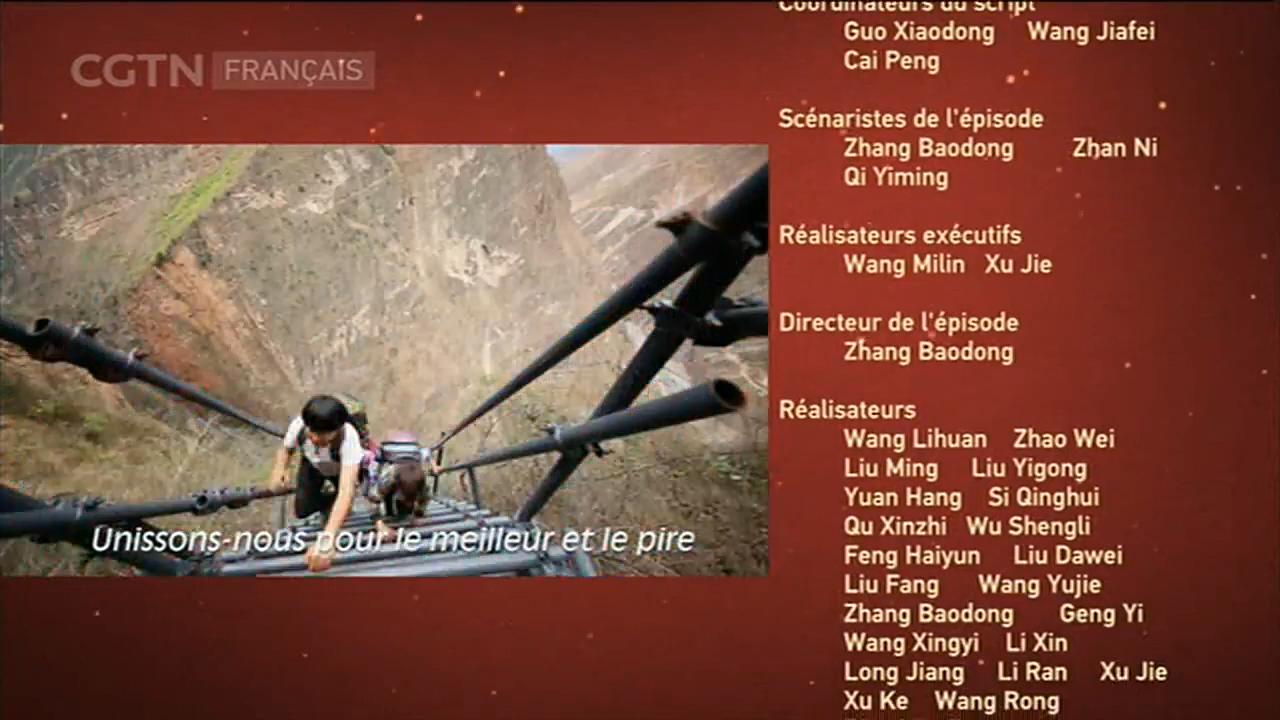 CGTN FRANÇAIS
Unissons-nous pour le meilleur et le pire
Coordinateurs du script
Guo Xiaodong Wang Jiafei
Cai Peng
Scénaristes de l'épisode
Zhang Baodong Zhan Ni
Qi Yiming
Réalisateurs exécutifs
Wang Milin Xu Jie
Directeur de l'épisode
Zhang Baodong
Réalisateurs
Wang Lihuan Zhao Wei
Liu Ming Liu Yigong
Yuan Hang Si Qinghui
Qu Xinzhi Wu Shengli
Feng Haiyun Liu Dawei
Liu Fang Wang Yujie
Zhang Baodong Geng Yi
Wang Xingyi Li Xin
Long Jiang Li Ran Xu Jie
Xu Ke Wang Rong